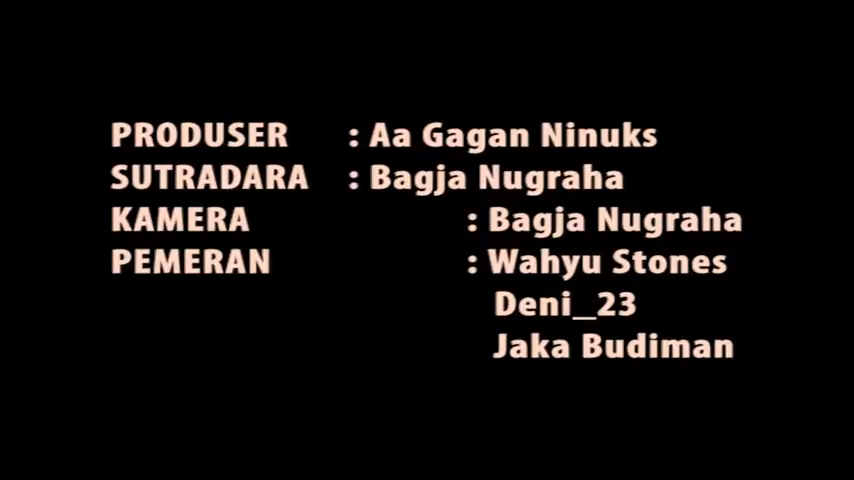 PRODUSER : Aa Gagan Ninuks
SUTRADARA : Bagja Nugraha
KAMERA : Bagja Nugraha
PEMERAN : Wahyu Stones
Deni_23
Jaka Budiman